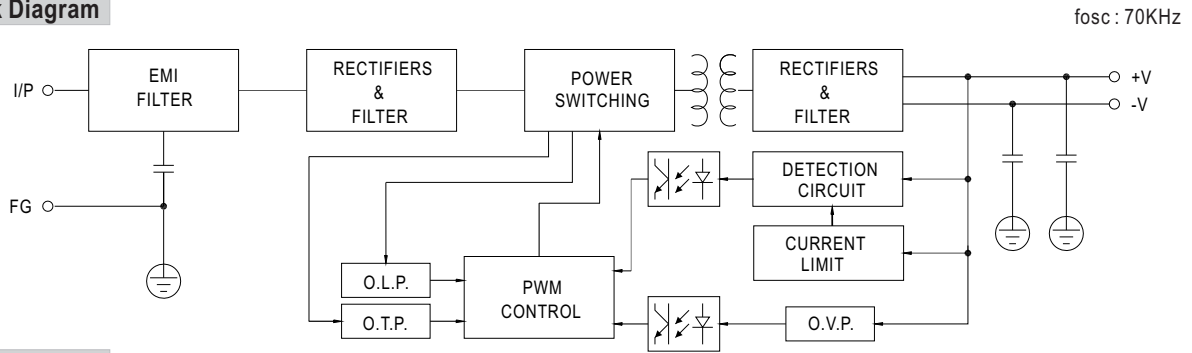 Diagram
fosc : 70KHz
I/P
EMI
FILTER
RECTIFIERS
&
FILTER
POWER
SWITCHING
RECTIFIERS
&
FILTER
+V
-V
DETECTION
CIRCUIT
FG
CURRENT
LIMIT
O.L.P.
PWM
CONTROL
O.T.P.
O.V.P.